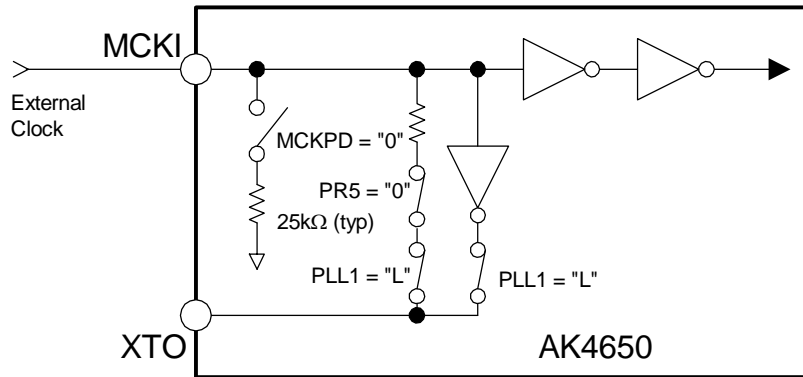 MCKI
External
Clock
MCKPD = "0"
PR5 = "0"
25kΩ (typ)
PLL1 = "L"
PLL1 = "L"
XTO
AK4650